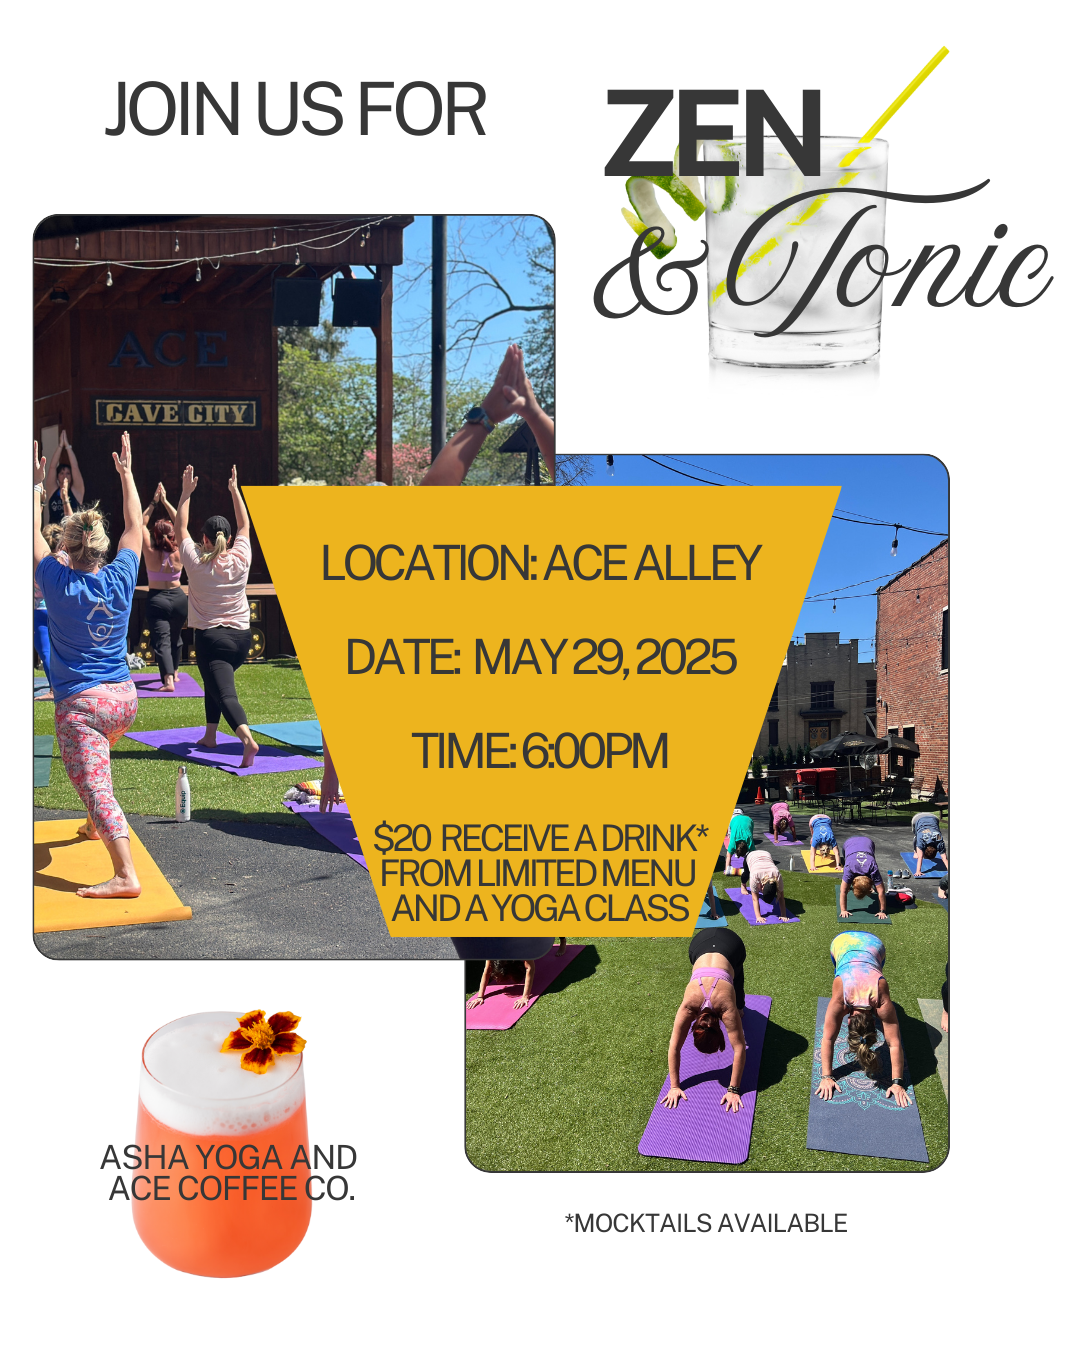 JOIN US FOR
ZEN
& Tonic
ACE
CAVE CITY
LOCATION: ACE ALLEY
DATE: MAY 29, 2025
TIME: 6:00PM
$20 RECEIVE A DRINK*
FROM LIMITED MENU
AND A YOGA CLASS
Equip
ASHA YOGA AND
ACE COFFEE CO.
*MOCKTAILS AVAILABLE